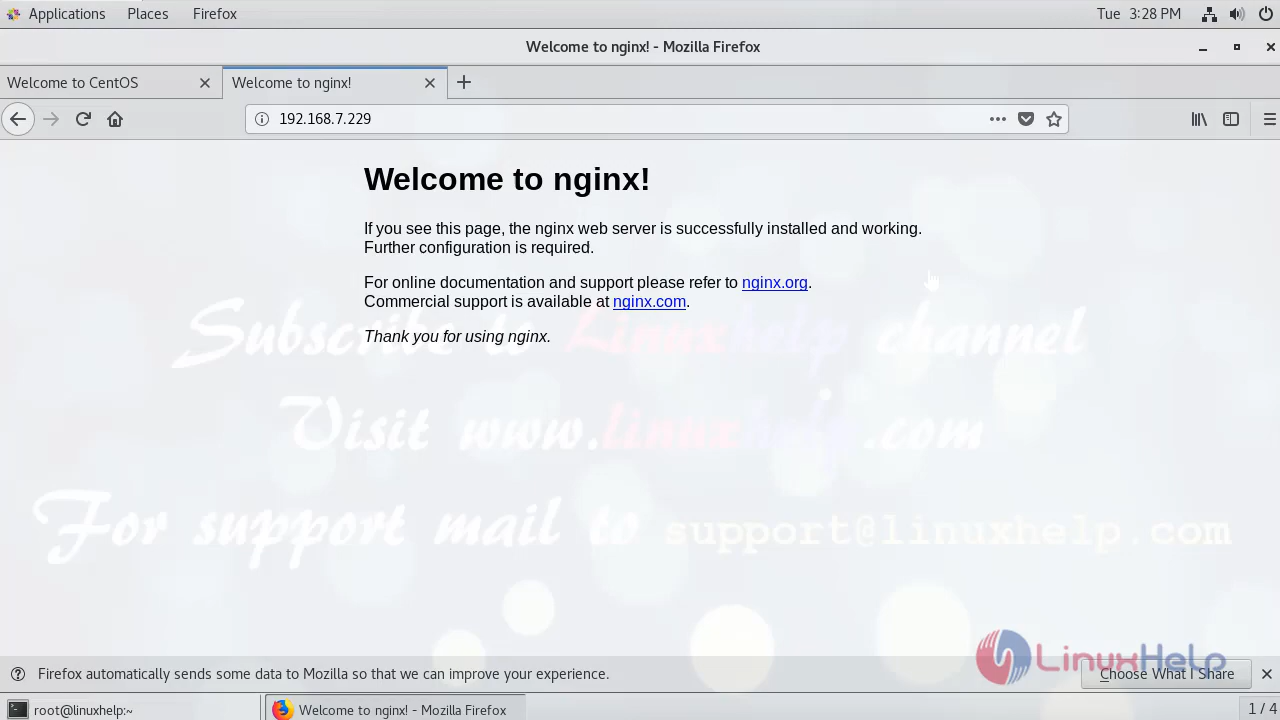 Applications Places Firefox Tue 3:28 PM
Welcome to nginx! - Mozilla Firefox
Welcome to CentOS Welcome to nginx!
192.168.7.229
Welcome to nginx!
If you see this page, the nginx web server is successfully installed and working.
Further configuration is required.
For online documentation and support please refer to nginx.org.
Commercial support is available at nginx.com.
Thank you for using nginx.
Subscribe to Linuxhelp channel
Visit www.linuxhelp.com
For support mail to support@linuxhelp.com
LinuxHelp
Firefox automatically sends some data to Mozilla so that we can improve your experience. Choose What I Share
root@linuxhelp:~ Welcome to nginx! - Mozilla Firefox 1 / 4